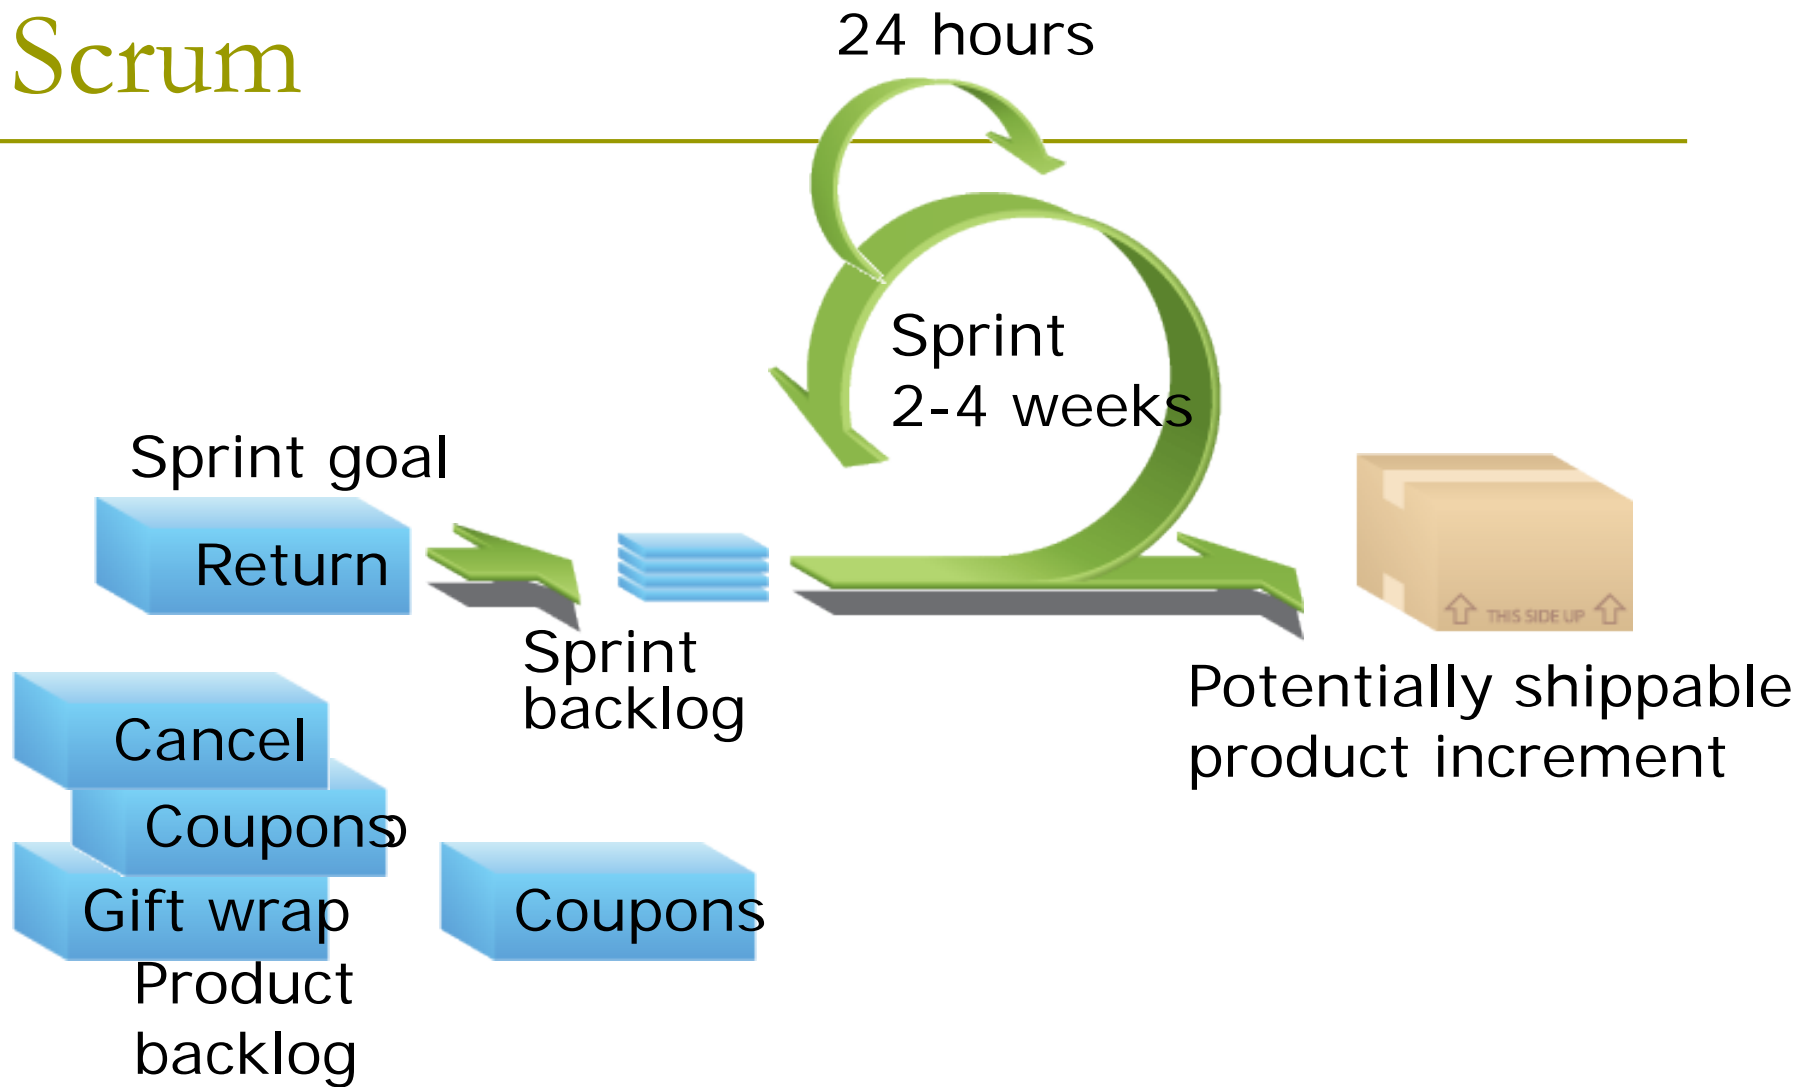 Scrum
24 hours
Sprint
2-4 weeks
Sprint goal
Return
Sprint
backlog
THIS SIDE UP
Potentially shippable
product increment
Cancel
Coupons
Gift wrap
Coupons
Product
backlog